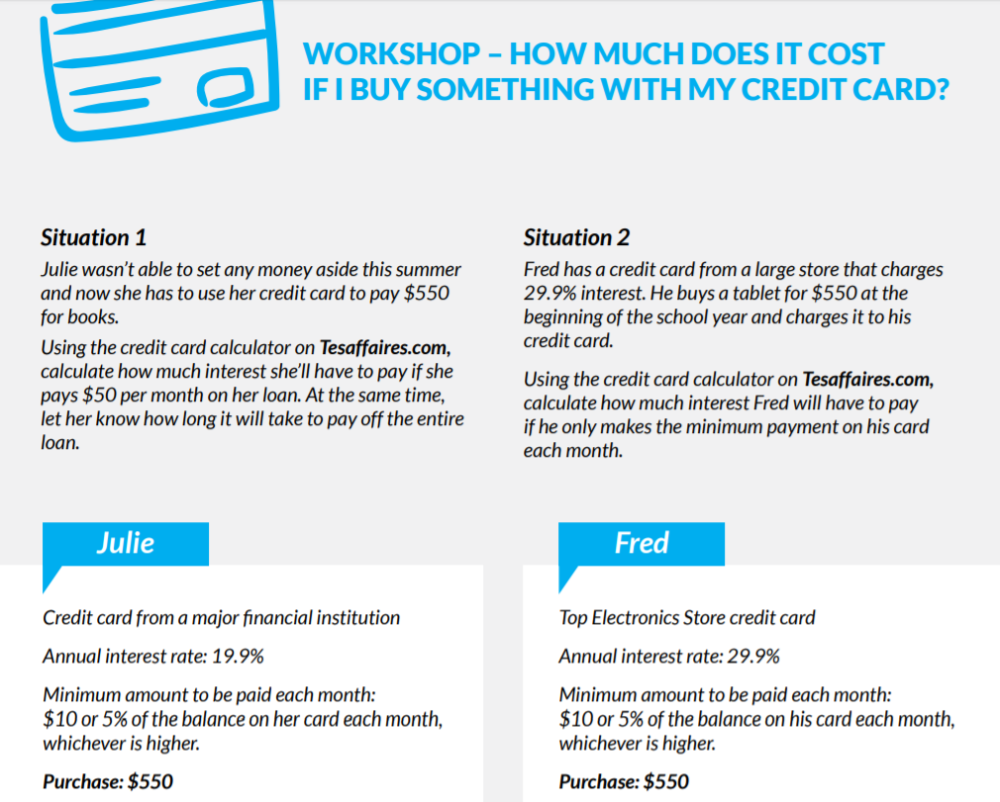 WORKSHOP – HOW MUCH DOES IT COST
IF I BUY SOMETHING WITH MY CREDIT CARD?
Situation 1
Julie wasn't able to set any money aside this summer
and now she has to use her credit card to pay $550
for books.
Using the credit card calculator on Tesaffaires.com,
calculate how much interest she'll have to pay if she
pays $50 per month on her loan. At the same time,
let her know how long it will take to pay off the entire
loan.
Situation 2
Fred has a credit card from a large store that charges
29.9% interest. He buys a tablet for $550 at the
beginning of the school year and charges it to his
credit card.
Using the credit card calculator on Tesaffaires.com,
calculate how much interest Fred will have to pay
if he only makes the minimum payment on his card
each month.
Julie
Credit card from a major financial institution
Annual interest rate: 19.9%
Minimum amount to be paid each month:
$10 or 5% of the balance on her card each month,
whichever is higher.
Purchase: $550
Fred
Top Electronics Store credit card
Annual interest rate: 29.9%
Minimum amount to be paid each month:
$10 or 5% of the balance on his card each month,
whichever is higher.
Purchase: $550